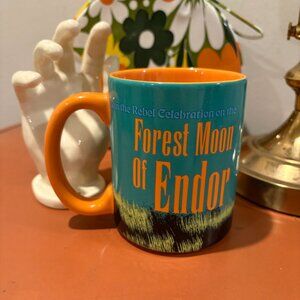 the Rebel Celebration on the
Forest Moon
Of Endor